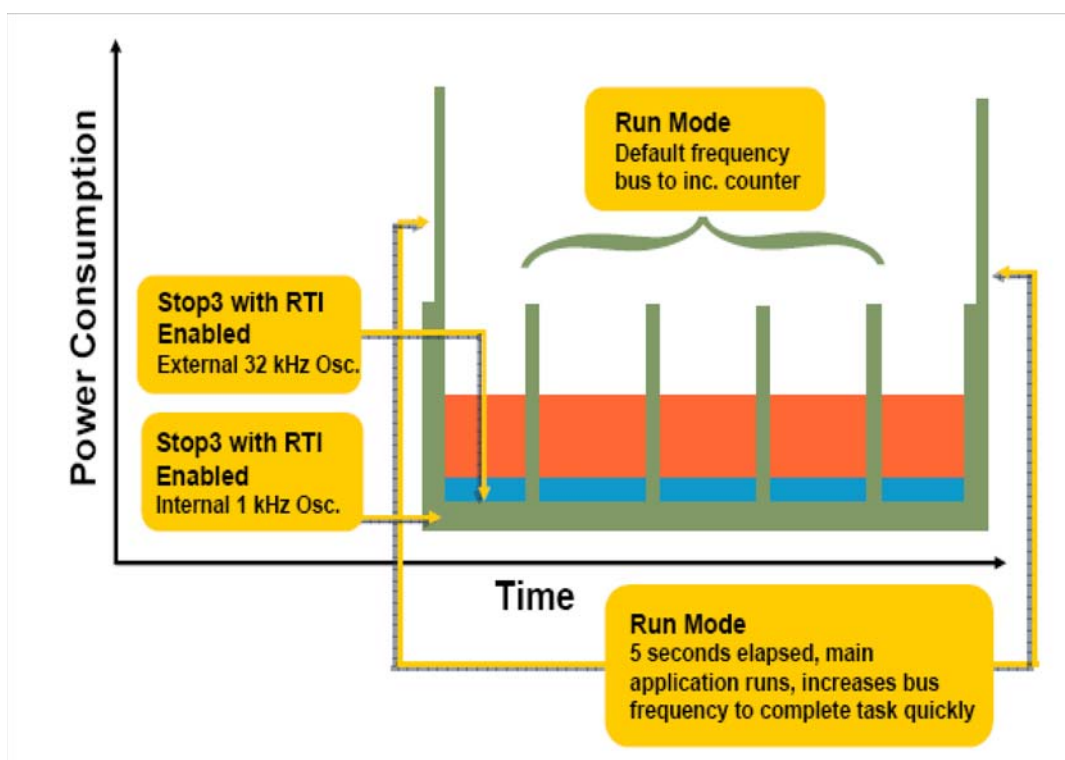 Power Consumption
Run Mode
Default frequency
bus to inc. counter
Stop3 with RTI
Enabled
External 32 kHz Osc.
Stop3 with RTI
Enabled
Internal 1 kHz Osc.
Time
Run Mode
5 seconds elapsed, main
application runs, increases bus
frequency to complete task quickly